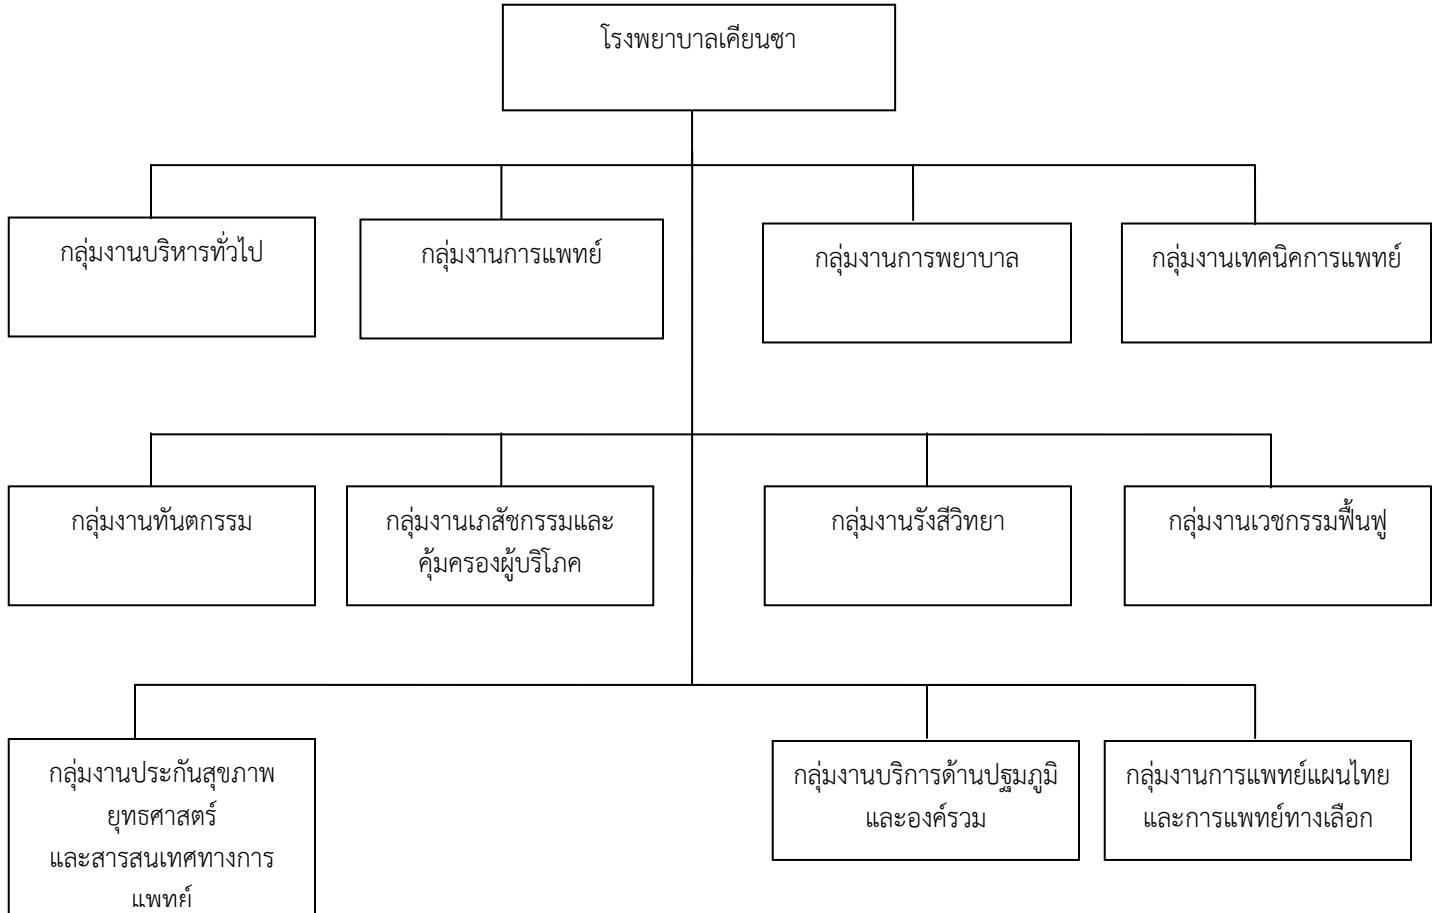 โรงพยาบาลเคียนซา
กลุ่มงานบริหารทั่วไป
กลุ่มงานการแพทย์
กลุ่มงานการพยาบาล
กลุ่มงานเทคนิคการแพทย์
กลุ่มงานทันตกรรม
กลุ่มงานเภสัชกรรมและ
คุ้มครองผู้บริโภค
กลุ่มงานรังสีวิทยา
กลุ่มงานเวชกรรมฟื้นฟู
กลุ่มงานประกันสุขภาพ
ยุทธศาสตร์
และสารสนเทศทางการ
แพทย์
กลุ่มงานบริการด้านปฐมภูมิ
และองค์รวม
กลุ่มงานการแพทย์แผนไทย
และการแพทย์ทางเลือก